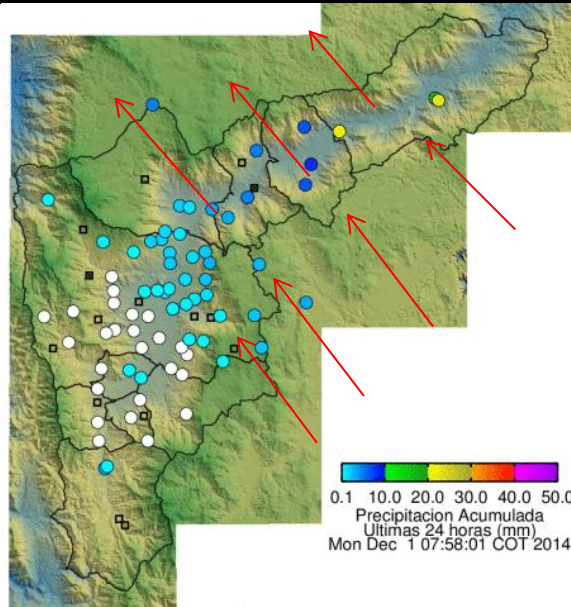 0.1 10.0 20.0 30.0 40.0 50.0
Precipitacion Acumulada
Ultimas 24 horas (mm)
Mon Dec 1 07:58:01 COT 2014